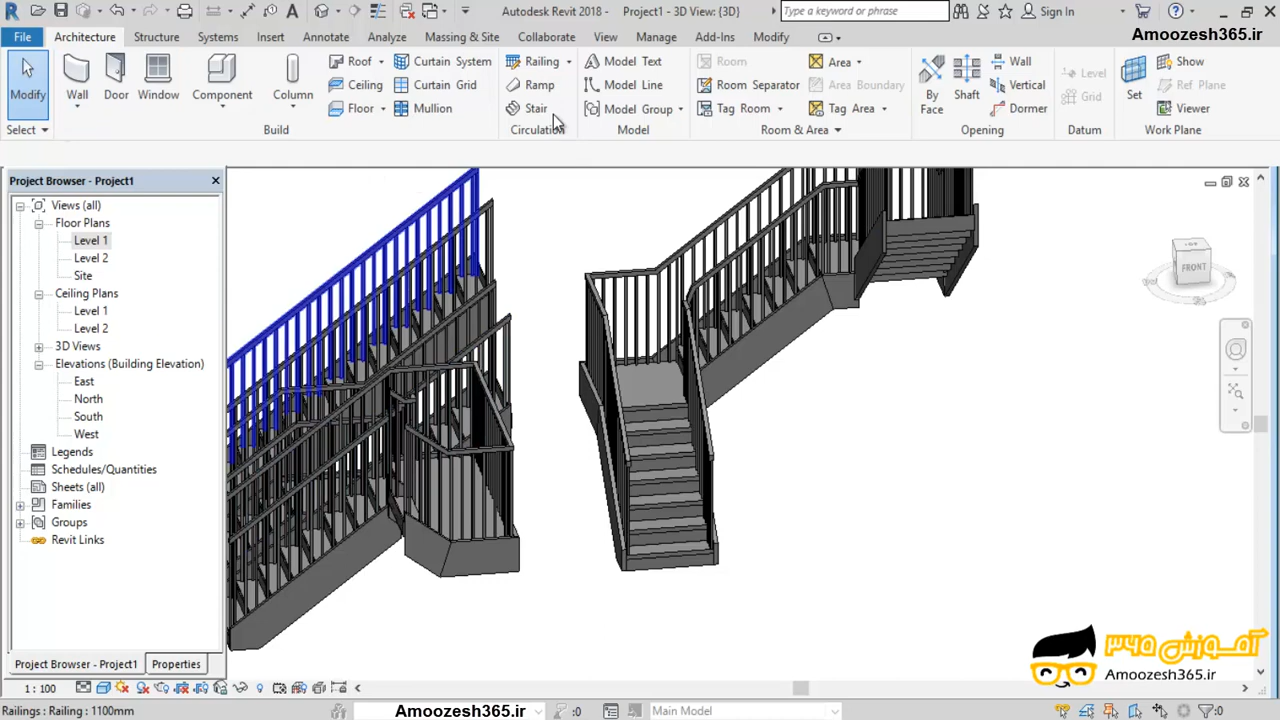 Autodesk Revit 2018 - Project1 - 3D View: {3D}
Type a keyword or phrase
Sign In
Amoozesh365.ir
File Architecture Structure Systems Insert Annotate Analyze Massing & Site Collaborate View Manage Add-Ins Modify
Modify
Select
Wall
Door
Window
Component
Column
Roof
Ceiling
Floor
Curtain System
Curtain Grid
Mullion
Build
Railing
Ramp
Stair
Circulation
Model Text
Model Line
Model Group
Model
Room
Room Separator
Tag Room
Area
Area Boundary
Tag Area
Room & Area
By
Face
Shaft
Wall
Vertical
Dormer
Opening
Level
Grid
Datum
Set
Show
Ref Plane
Viewer
Work Plane
Project Browser - Project1
Views (all)
Floor Plans
Level 1
Level 2
Site
Ceiling Plans
Level 1
Level 2
3D Views
Elevations (Building Elevation)
East
North
South
West
Legends
Schedules/Quantities
Sheets (all)
Families
Groups
Revit Links
Project Browser - Project1 Properties
FRONT
1 : 100
آمـوزش ۳۶۵
Amoozesh365.ir
Railings : Railing : 1100mm
Amoozesh365.ir
:0
Main Model
:0